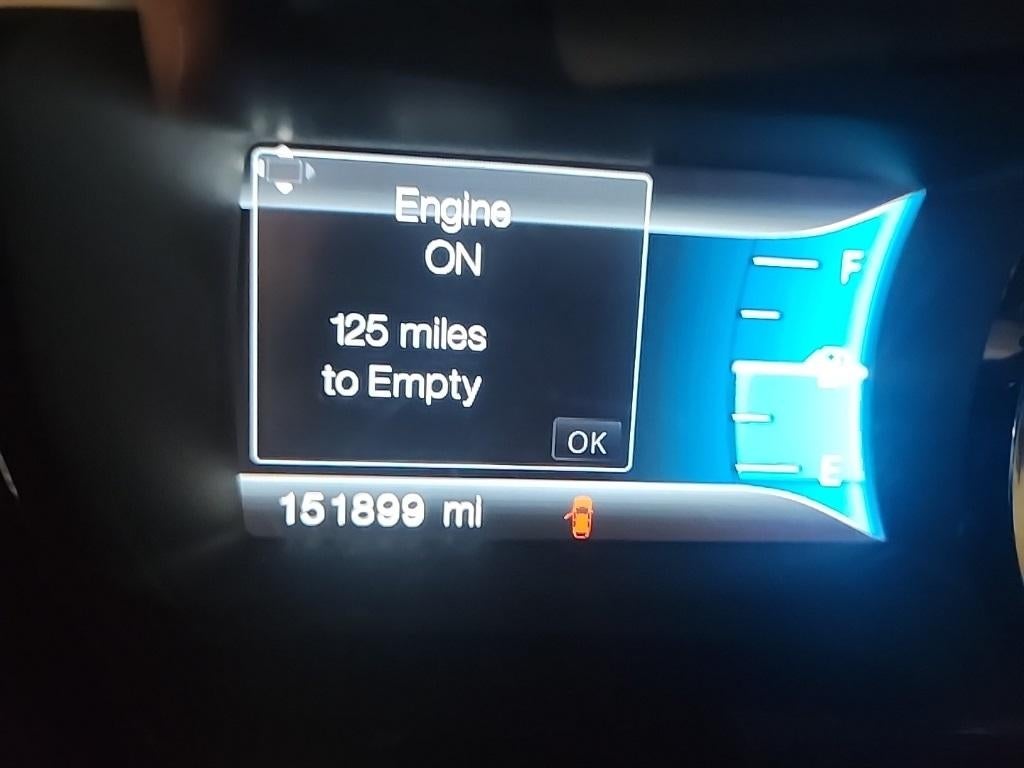 Engine
ON
125 miles
to Empty
OK
151899 mi
F
E